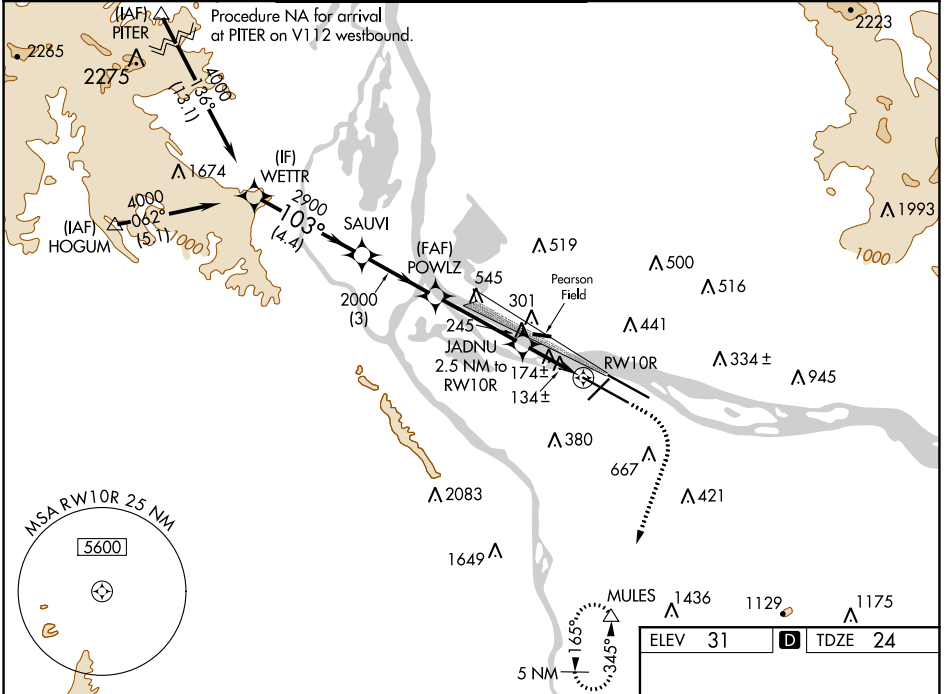 (IAF)
PITER
Procedure NA for arrival
at PITER on V112 westbound.
2223
2265
2275
4000
136°
(13.1)
1674
(IF)
WETTR
4000
062°
(5.1)
(IAF)
HOGUM
1000
2900
103°
(4.4)
SAUVI
2000
(3)
(FAF)
POWLZ
519
500
516
1993
1000
545
Pearson
Field
301
245
441
JADNU
2.5 NM to
RW10R
174±
134±
RW10R
334±
945
380
667
421
2083
1649
MSA RW10R 25 NM
5600
MULES
1436
1129
1175
165°
345°
5 NM
ELEV 31 D TDZE 24